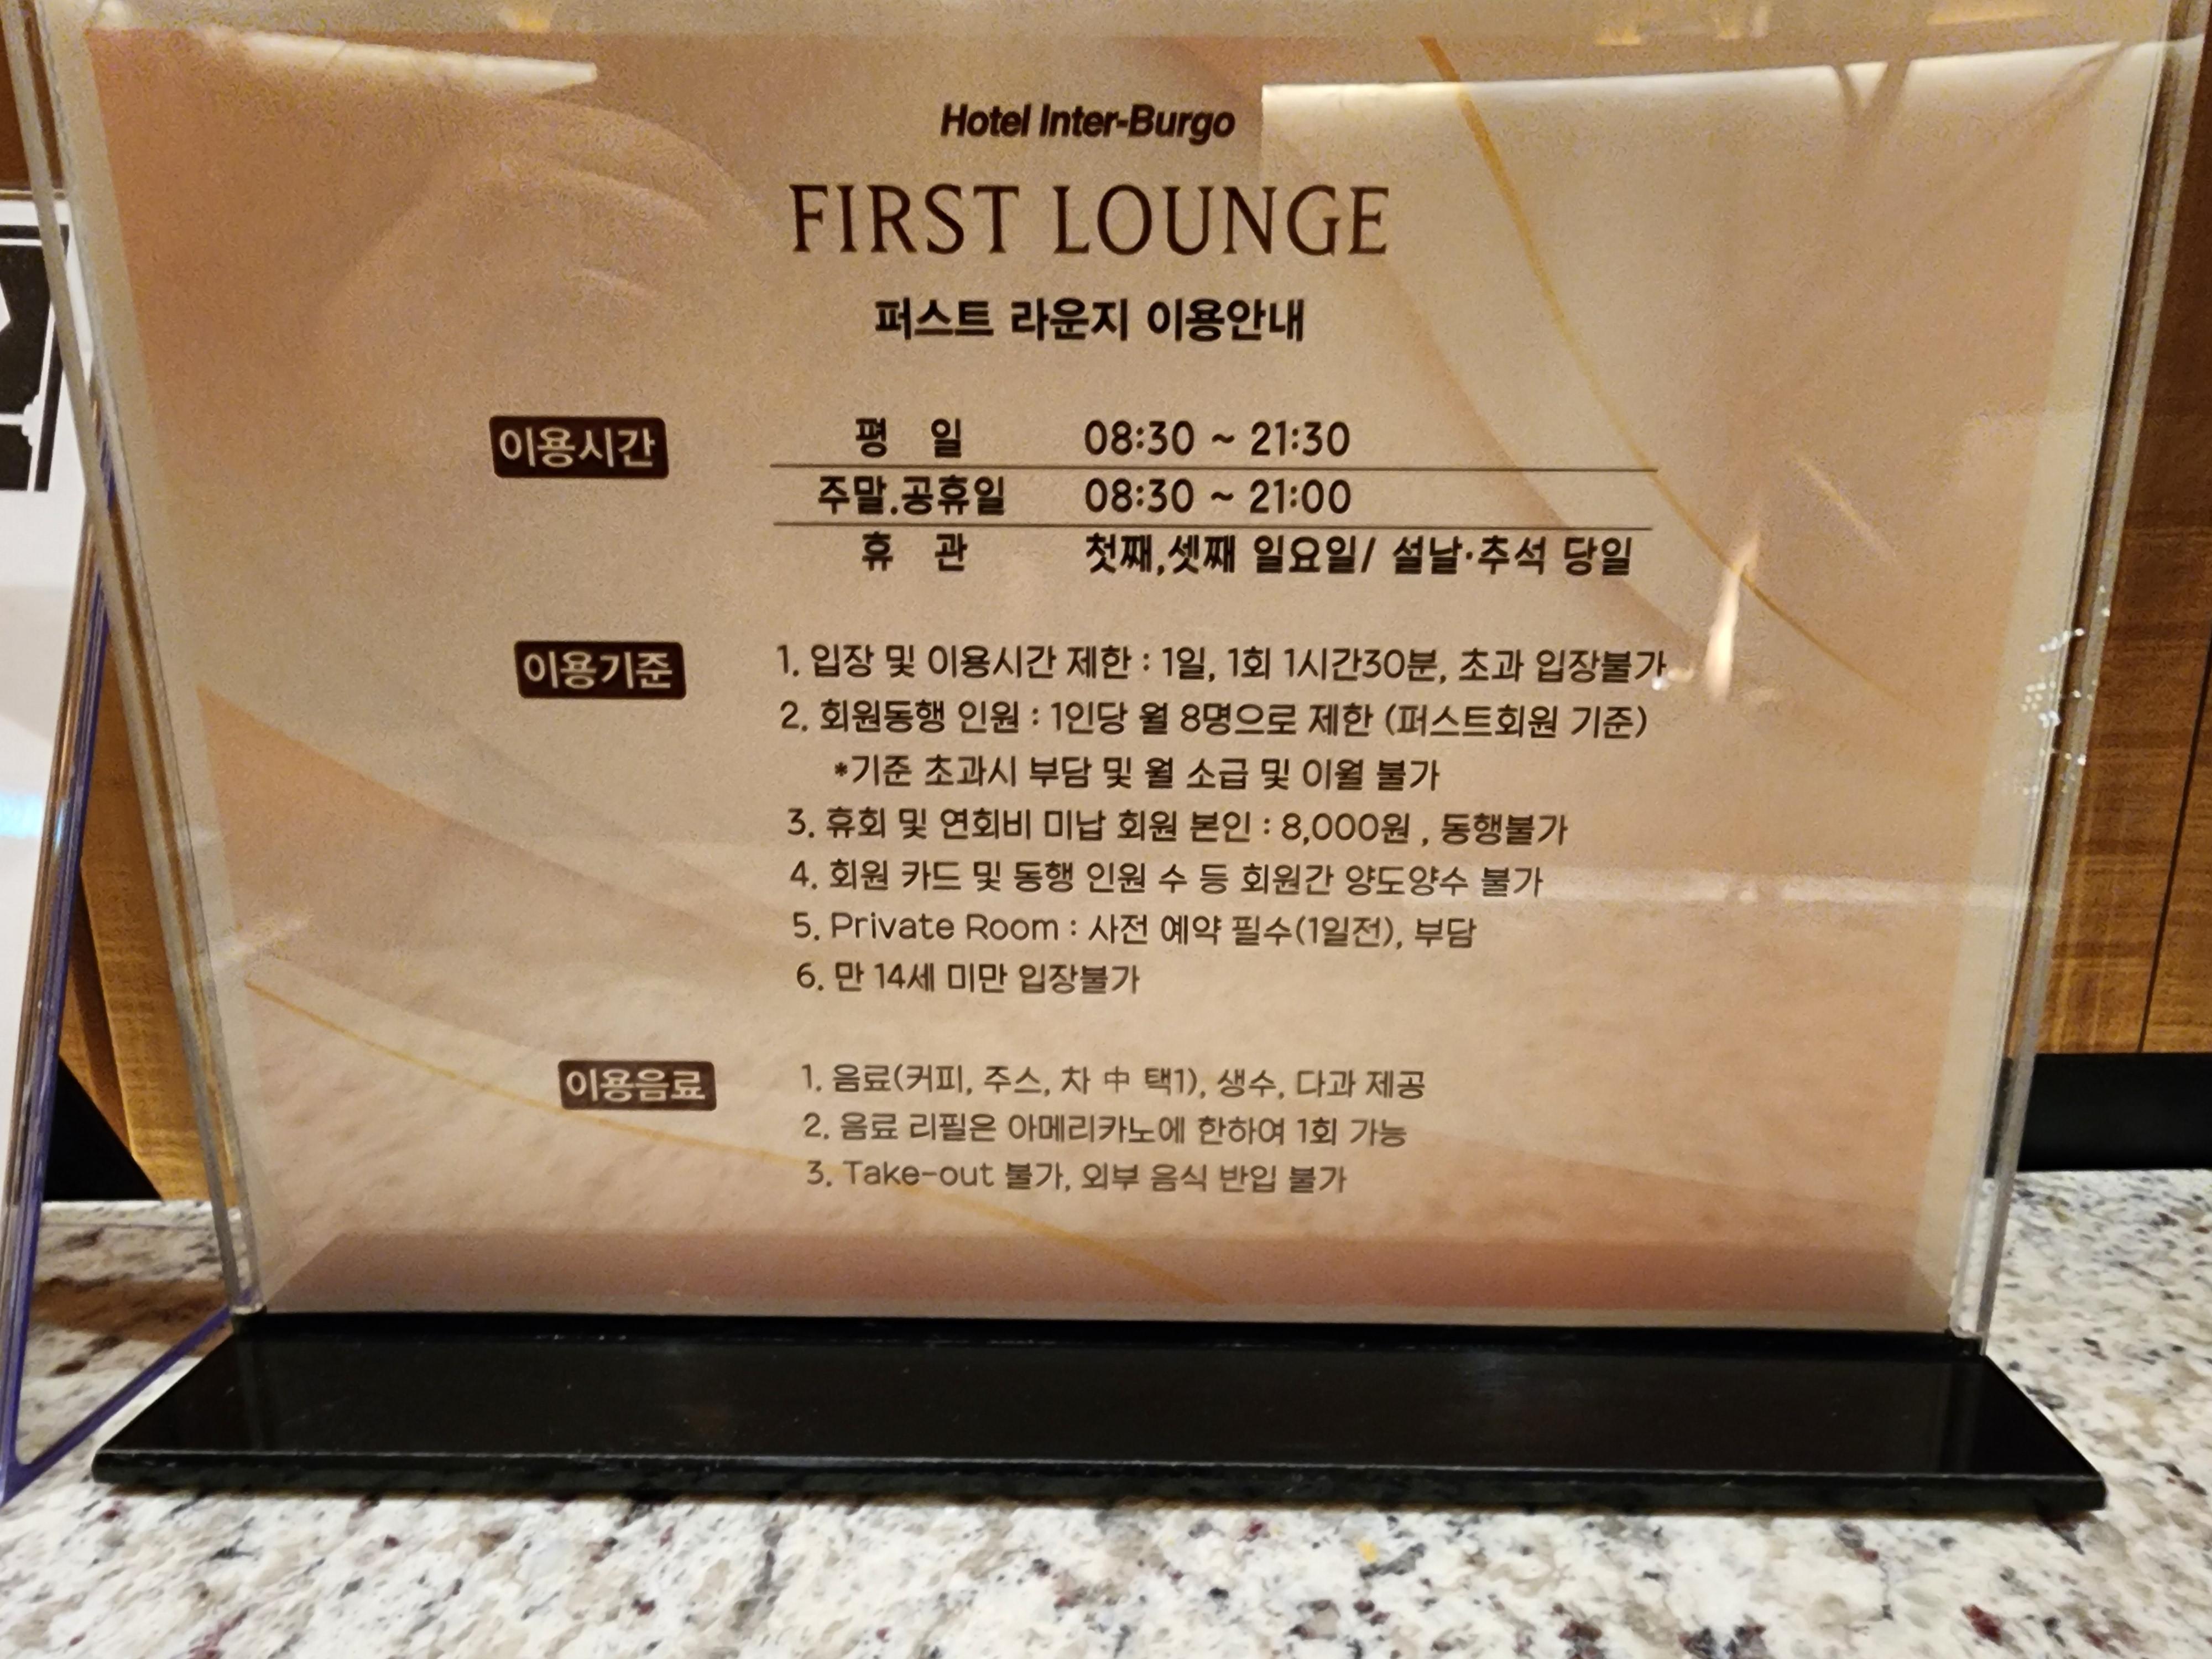 Hotel Inter-Burgo
FIRST LOUNGE
퍼스트 라운지 이용안내
이용시간
평 일 08:30 ~ 21:30
주말.공휴일 08:30 ~ 21:00
휴 관 첫째,셋째 일요일/ 설날·추석 당일
이용기준
1. 입장 및 이용시간 제한 : 1일, 1회 1시간30분, 초과 입장불가
2. 회원동행 인원 : 1인당 월 8명으로 제한 (퍼스트회원 기준)
*기준 초과시 부담 및 월 소급 및 이월 불가
3. 휴회 및 연회비 미납 회원 본인 : 8,000원 , 동행불가
4. 회원 카드 및 동행 인원 수 등 회원간 양도양수 불가
5. Private Room : 사전 예약 필수(1일전), 부담
6. 만 14세 미만 입장불가
이용음료
1. 음료(커피, 주스, 차 中 택1), 생수, 다과 제공
2. 음료 리필은 아메리카노에 한하여 1회 가능
3. Take-out 불가, 외부 음식 반입 불가